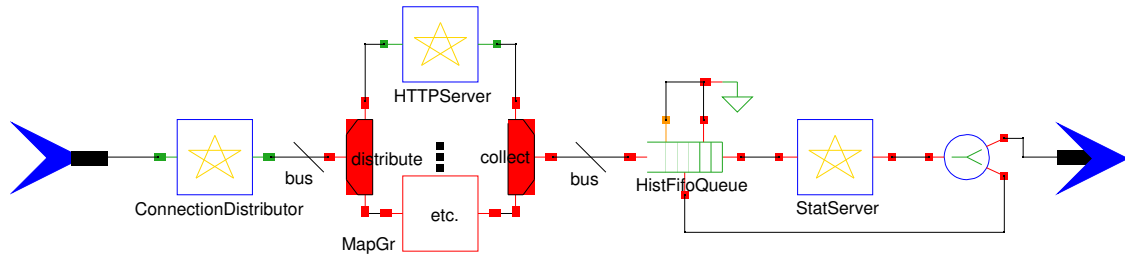 HTTPServer
distribute
collect
bus
bus
HistFifoQueue
ConnectionDistributor
etc.
StatServer
MapGr